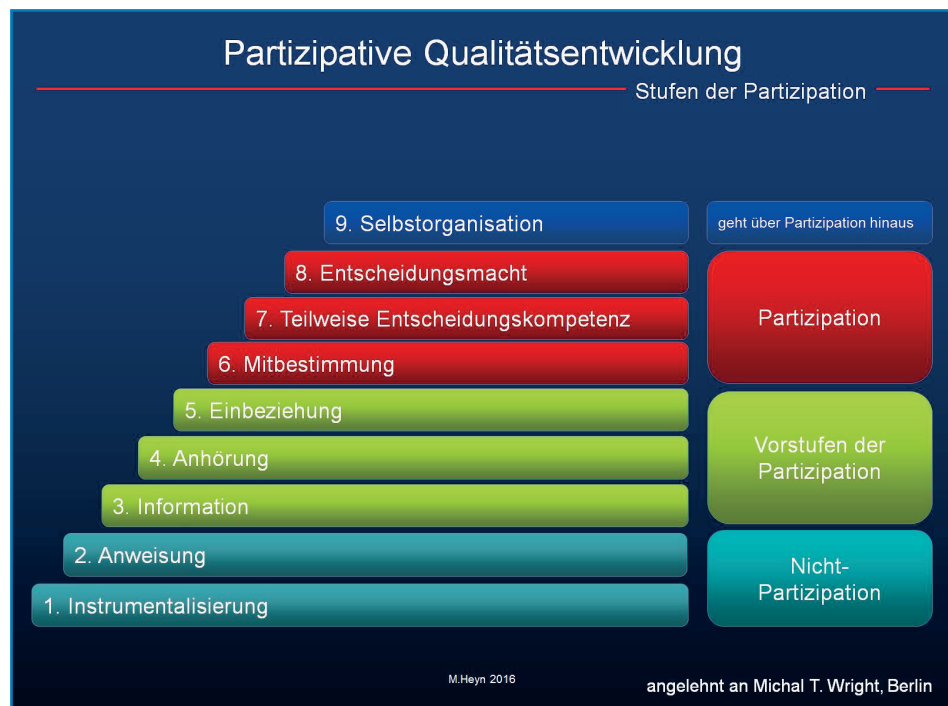 Partizipative Qualitätsentwicklung
Stufen der Partizipation
9. Selbstorganisation
geht über Partizipation hinaus
8. Entscheidungsmacht
7. Teilweise Entscheidungskompetenz
6. Mitbestimmung
Partizipation
5. Einbeziehung
4. Anhörung
3. Information
Vorstufen der
Partizipation
2. Anweisung
1. Instrumentalisierung
Nicht-
Partizipation
M.Heyn 2016
angelehnt an Michal T. Wright, Berlin